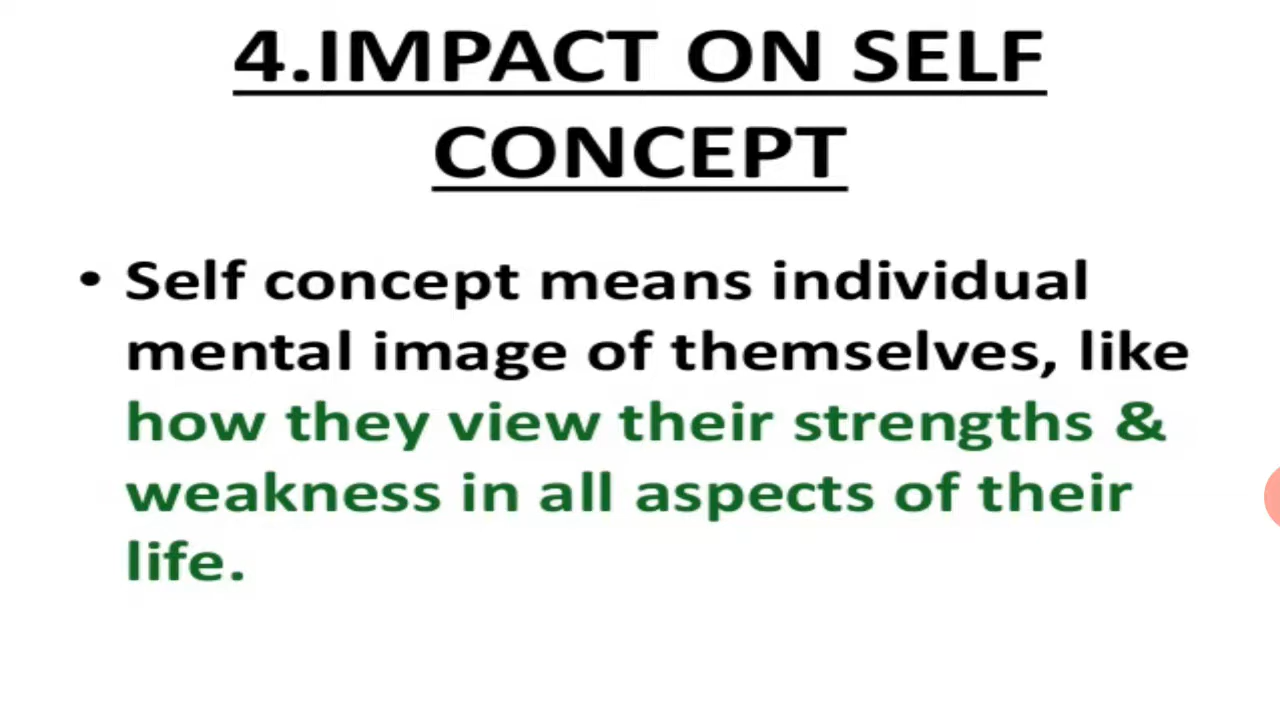 4.IMPACT ON SELF
CONCEPT
• Self concept means individual
mental image of themselves, like
how they view their strengths &
weakness in all aspects of their
life.